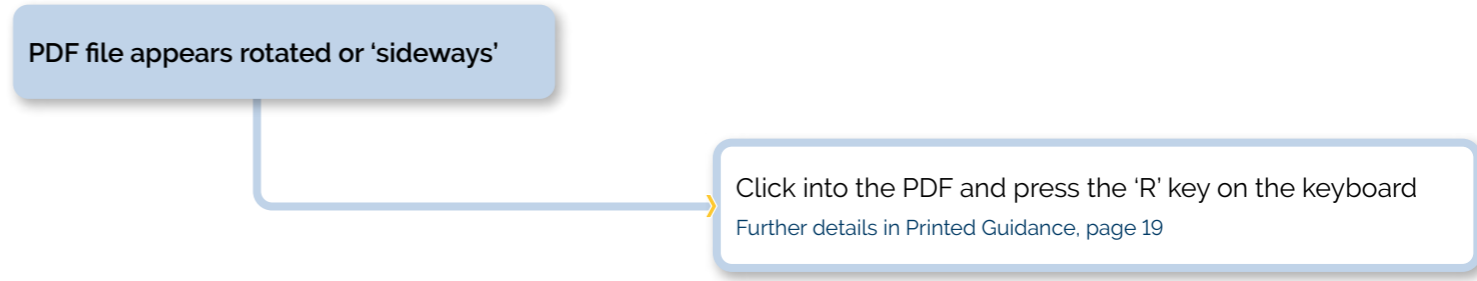 PDF file appears rotated or ‘sideways’
Click into the PDF and press the ‘R’ key on the keyboard
Further details in Printed Guidance, page 19